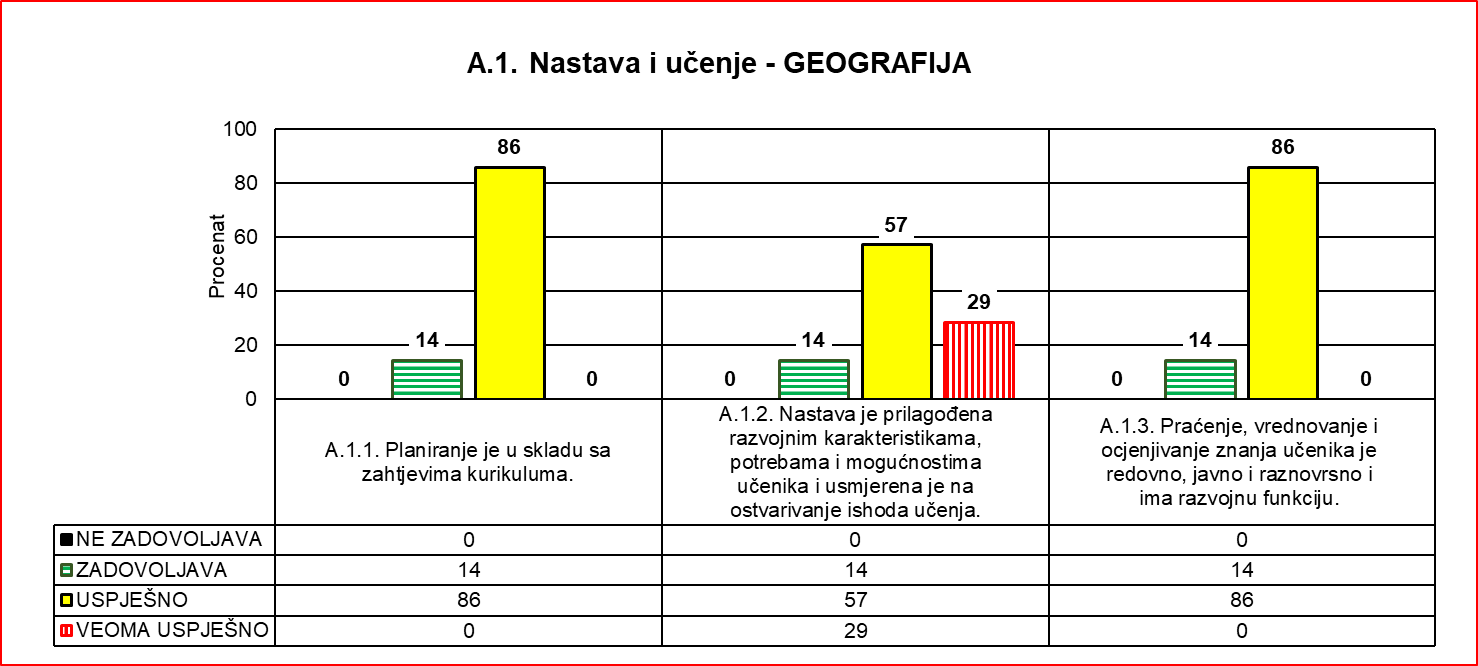 A.1. Nastava i učenje - GEOGRAFIJA
Procenat
100
80
60
40
20
0
0
14
86
0
0
14
57
29
0
14
86
0
A.1.1. Planiranje je u skladu sa
zahtjevima kurikuluma.
A.1.2. Nastava je prilagođena
razvojnim karakteristikama,
potrebama i mogućnostima
učenika i usmjerena je na
ostvarivanje ishoda učenja.
A.1.3. Praćenje, vrednovanje i
ocjenjivanje znanja učenika je
redovno, javno i raznovrsno i
ima razvojnu funkciju.
NE ZADOVOLJAVA 0 0 0
ZADOVOLJAVA 14 14 14
USPJEŠNO 86 57 86
VEOMA USPJEŠNO 0 29 0